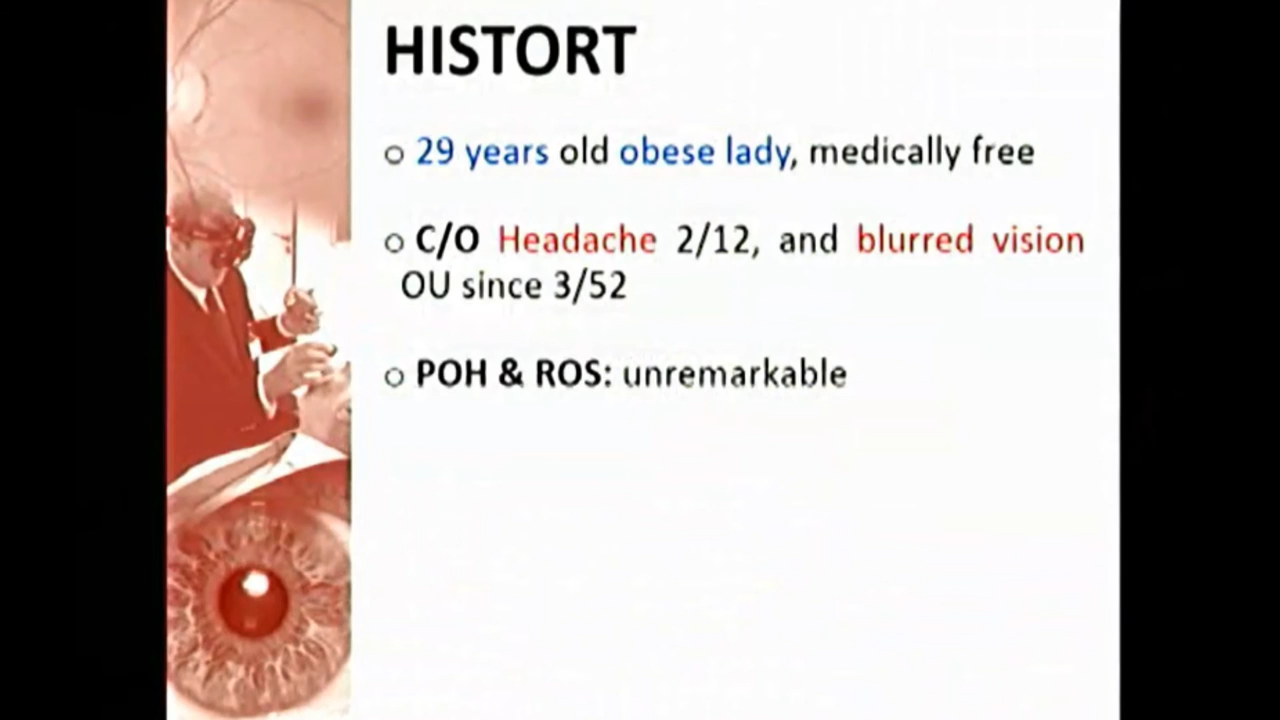 HISTORT
○ 29 years old obese lady, medically free
○ C/O Headache 2/12, and blurred vision
OU since 3/52
○ POH & ROS: unremarkable